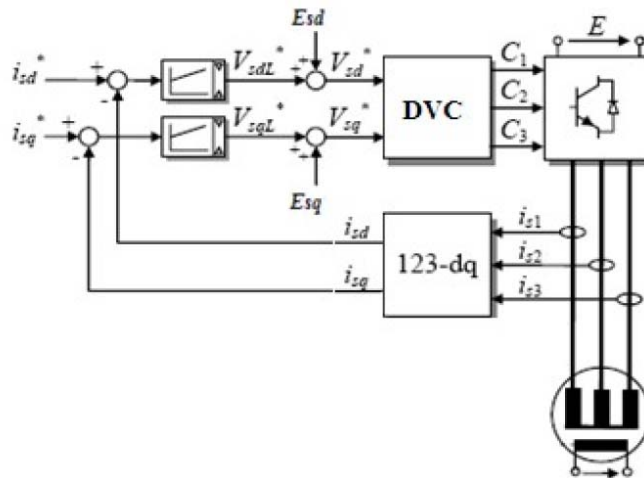 Esd
E
isd*
+
-
VsdL*
+
+
Vsd*
C1
isq*
+
-
VsqL*
+
+
Vsq*
DVC
C2
C3
Esq
isd
is1
isq
123-dq
is2
is3